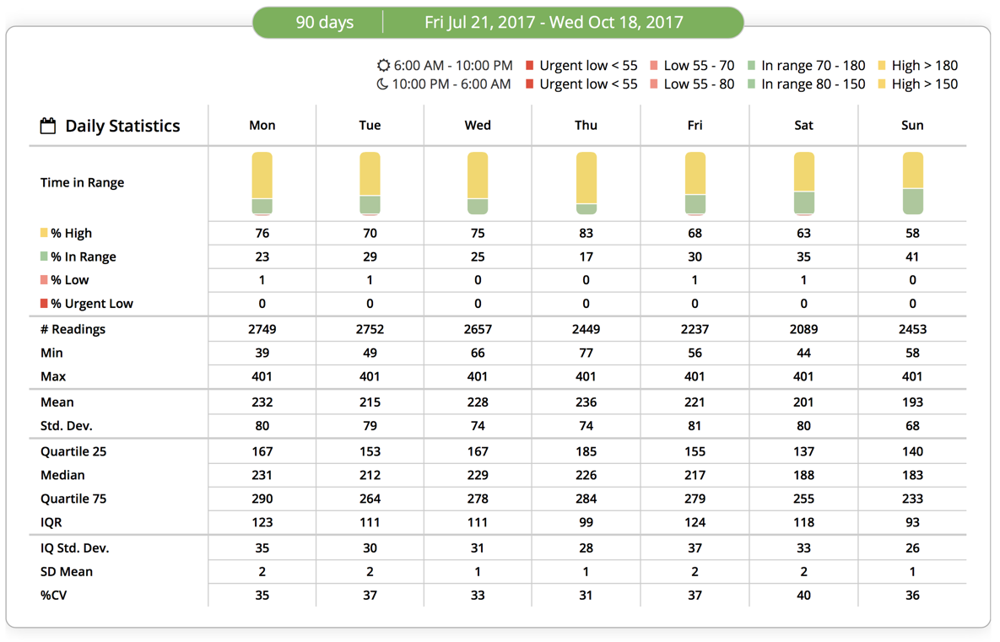 90 days Fri Jul 21, 2017 - Wed Oct 18, 2017
6:00 AM - 10:00 PM Urgent low < 55 Low 55 - 70 In range 70 - 180 High > 180
10:00 PM - 6:00 AM Urgent low < 55 Low 55 - 80 In range 80 - 150 High > 150
Daily Statistics Mon Tue Wed Thu Fri Sat Sun
Time in Range
% High 76 70 75 83 68 63 58
% In Range 23 29 25 17 30 35 41
% Low 1 1 0 0 1 1 0
% Urgent Low 0 0 0 0 0 0 0
# Readings 2749 2752 2657 2449 2237 2089 2453
Min 39 49 66 77 56 44 58
Max 401 401 401 401 401 401 401
Mean 232 215 228 236 221 201 193
Std. Dev. 80 79 74 74 81 80 68
Quartile 25 167 153 167 185 155 137 140
Median 231 212 229 226 217 188 183
Quartile 75 290 264 278 284 279 255 233
IQR 123 111 111 99 124 118 93
IQ Std. Dev. 35 30 31 28 37 33 26
SD Mean 2 2 1 1 2 2 1
%CV 35 37 33 31 37 40 36